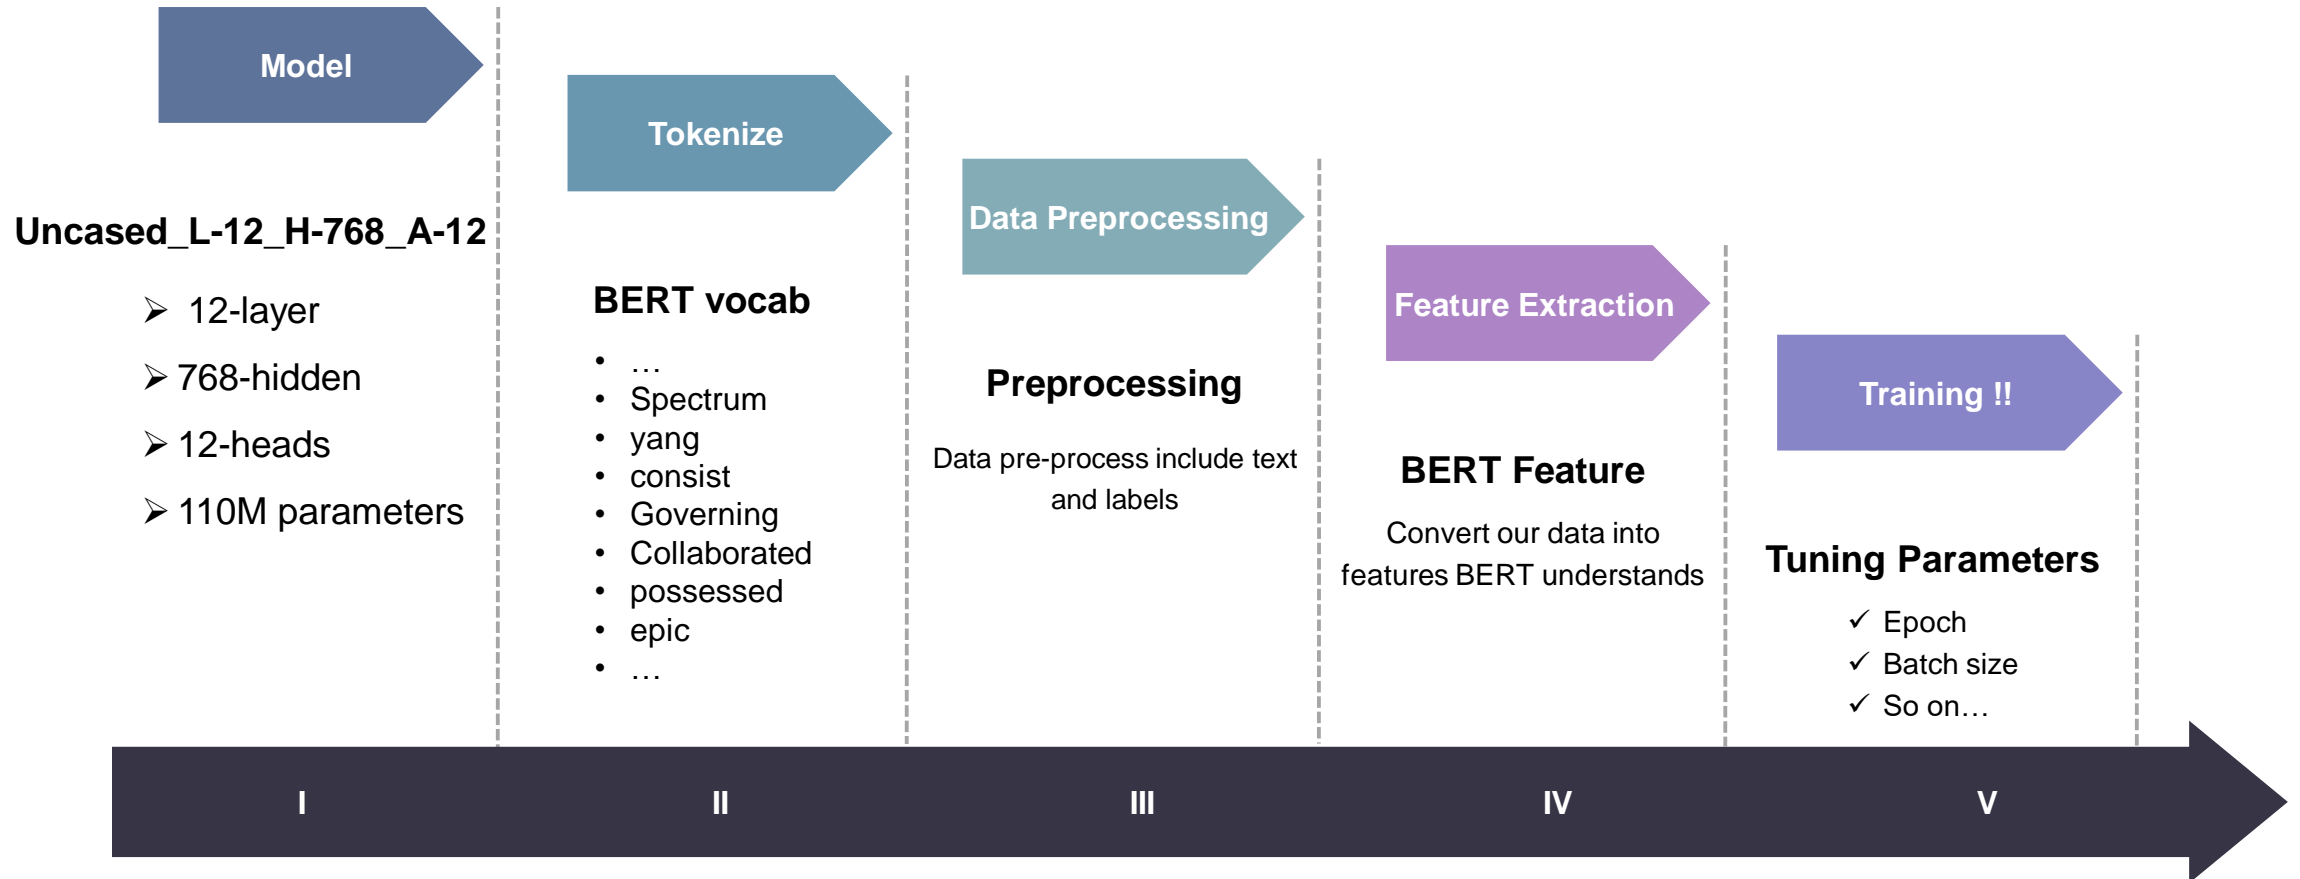 Model
Uncased_L-12_H-768_A-12
➢ 12-layer
➢ 768-hidden
➢ 12-heads
➢ 110M parameters
Tokenize
BERT vocab
• …
• Spectrum
• yang
• consist
• Governing
• Collaborated
• possessed
• epic
• …
Data Preprocessing
Preprocessing
Data pre-process include text
and labels
Feature Extraction
BERT Feature
Convert our data into
features BERT understands
Training !!
Tuning Parameters
✓ Epoch
✓ Batch size
✓ So on…
I
II
III
IV
V